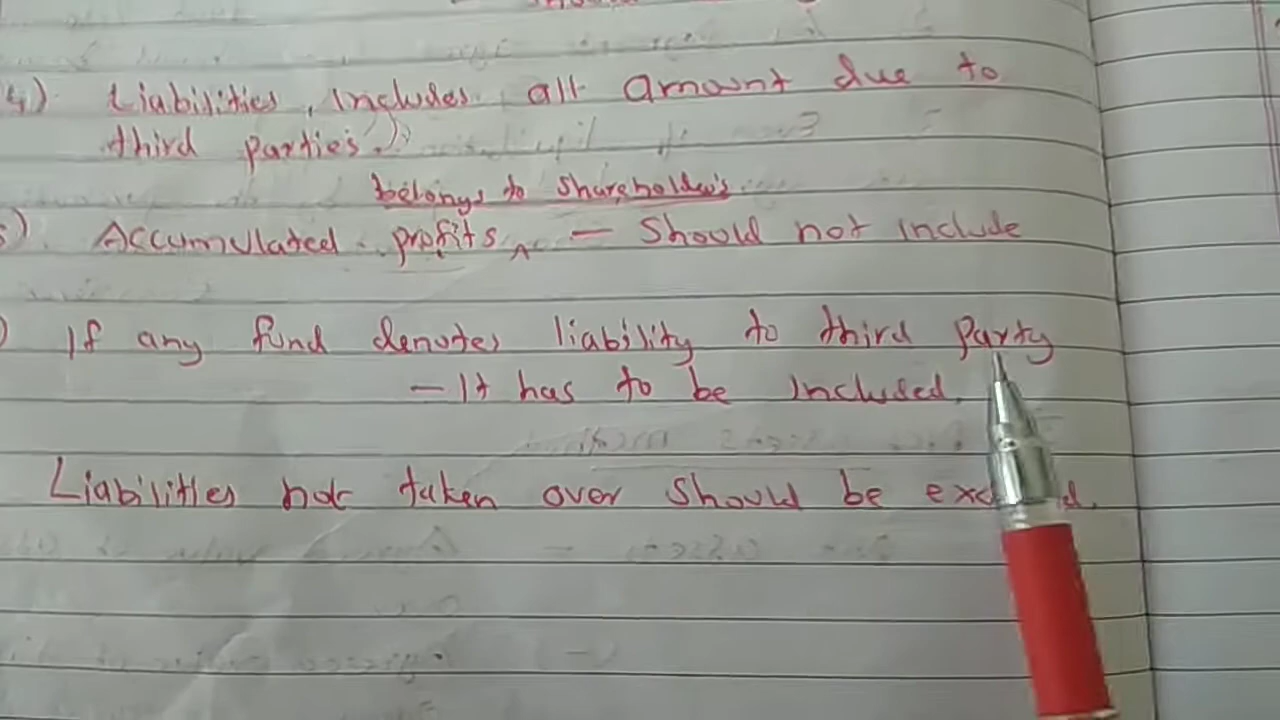 4) Liabilities, includes all amount due to
third parties.
belongs to shareholders.
5). Accumulated profits ^ — Should not include
) If any fund denotes liability to third party
— It has to be included.
Liabilities not taken over should be